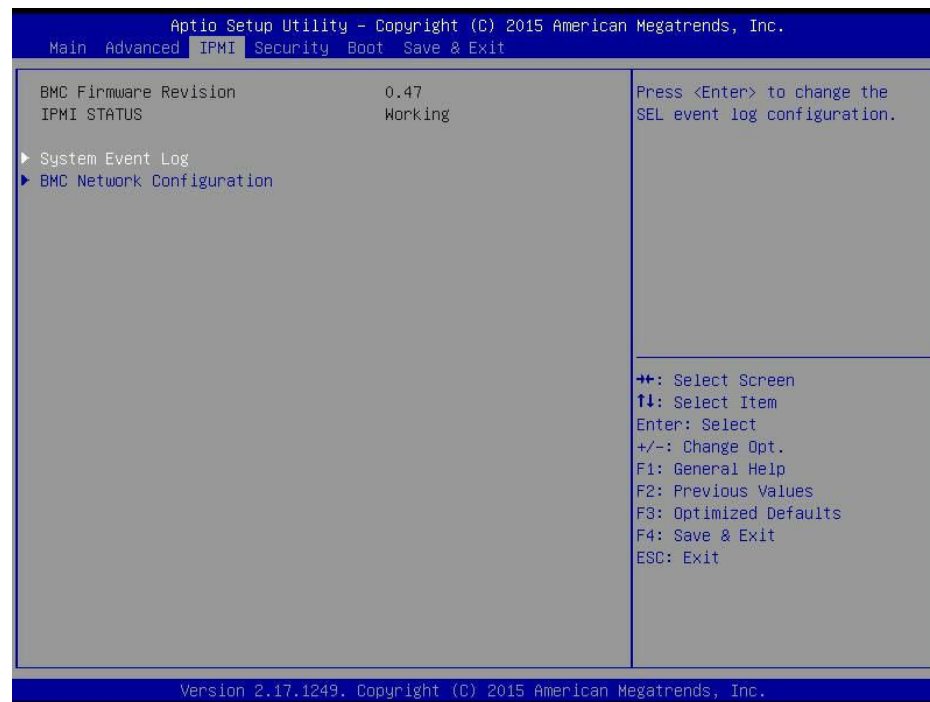 Aptio Setup Utility – Copyright (C) 2015 American Megatrends, Inc.
Main Advanced IPMI Security Boot Save & Exit
BMC Firmware Revision 0.47
IPMI STATUS Working
System Event Log
BMC Network Configuration
Press <Enter> to change the
SEL event log configuration.
→←: Select Screen
↑↓: Select Item
Enter: Select
+/-: Change Opt.
F1: General Help
F2: Previous Values
F3: Optimized Defaults
F4: Save & Exit
ESC: Exit
Version 2.17.1249. Copyright (C) 2015 American Megatrends, Inc.